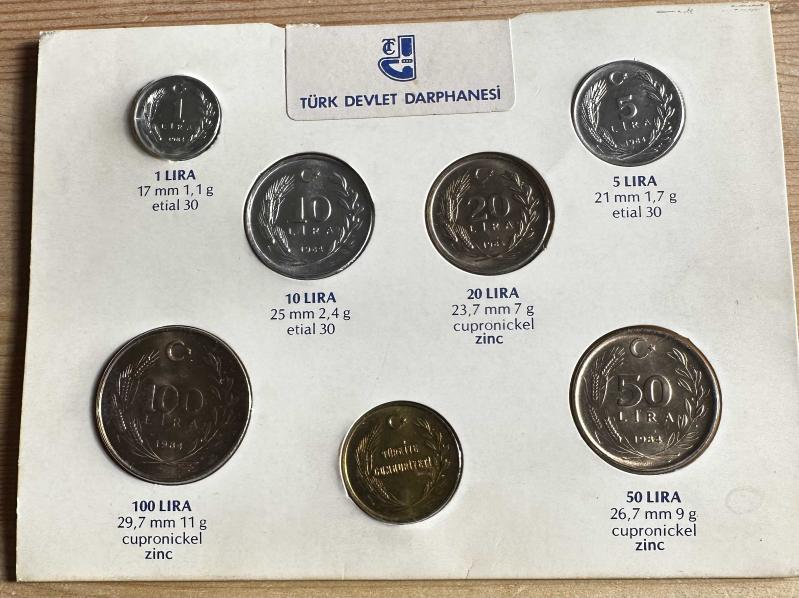 TC
TÜRK DEVLET DARPHANESİ
1
LİRA
1984
1 LIRA
17 mm 1,1 g
etial 30
5
LİRA
1984
5 LIRA
21 mm 1,7 g
etial 30
10
LİRA
1984
10 LIRA
25 mm 2,4 g
etial 30
20
LİRA
1984
20 LIRA
23,7 mm 7 g
cupronickel
zinc
100
LİRA
1984
100 LIRA
29,7 mm 11 g
cupronickel
zinc
TÜRKİYE
CUMHURİYETİ
50
LİRA
1984
50 LIRA
26,7 mm 9 g
cupronickel
zinc